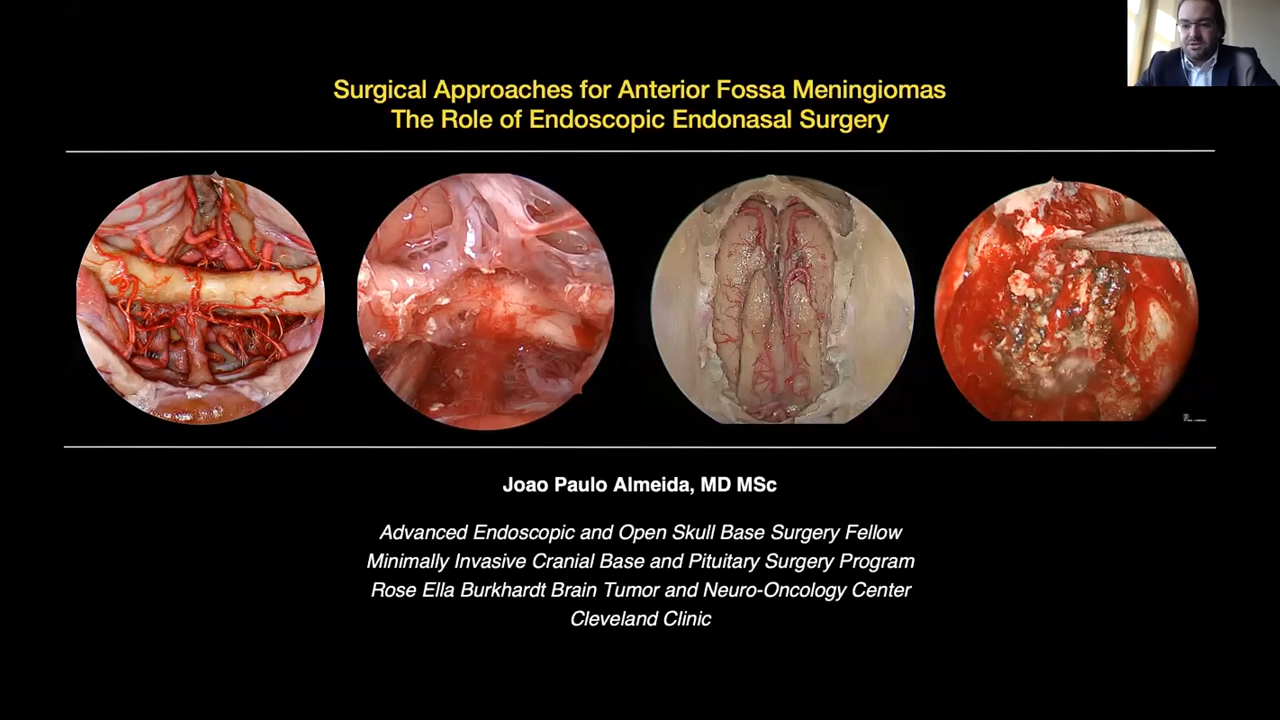 Surgical Approaches for Anterior Fossa Meningiomas
The Role of Endoscopic Endonasal Surgery
Joao Paulo Almeida, MD MSc
Advanced Endoscopic and Open Skull Base Surgery Fellow
Minimally Invasive Cranial Base and Pituitary Surgery Program
Rose Ella Burkhardt Brain Tumor and Neuro-Oncology Center
Cleveland Clinic